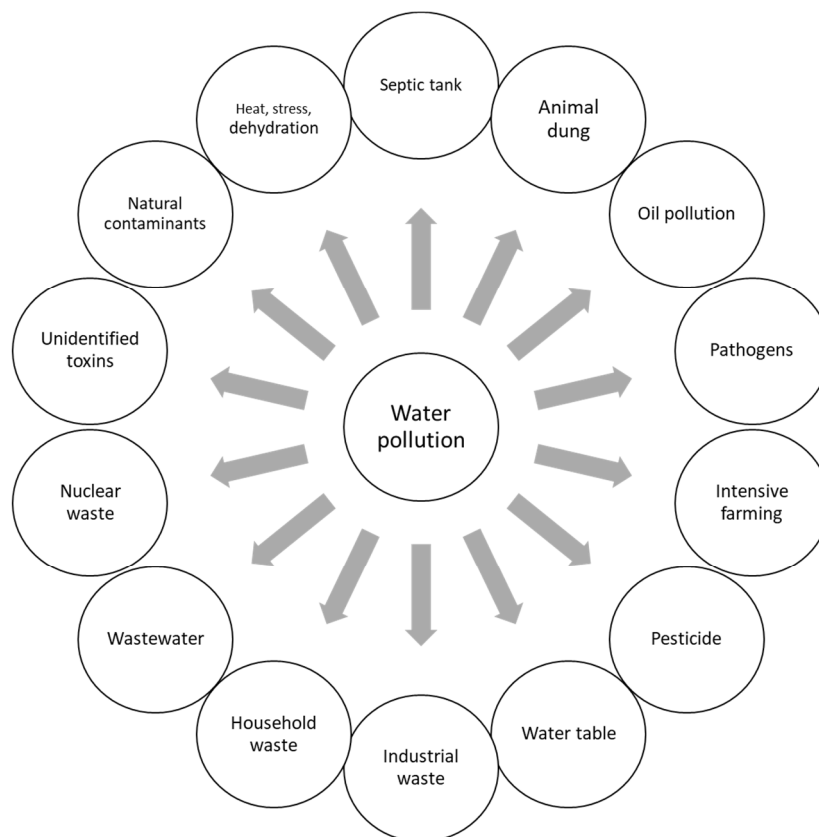 Septic tank
Animal
dung
Oil pollution
Pathogens
Intensive
farming
Pesticide
Water table
Industrial
waste
Household
waste
Wastewater
Nuclear
waste
Unidentified
toxins
Natural
contaminants
Heat, stress,
dehydration
Water
pollution